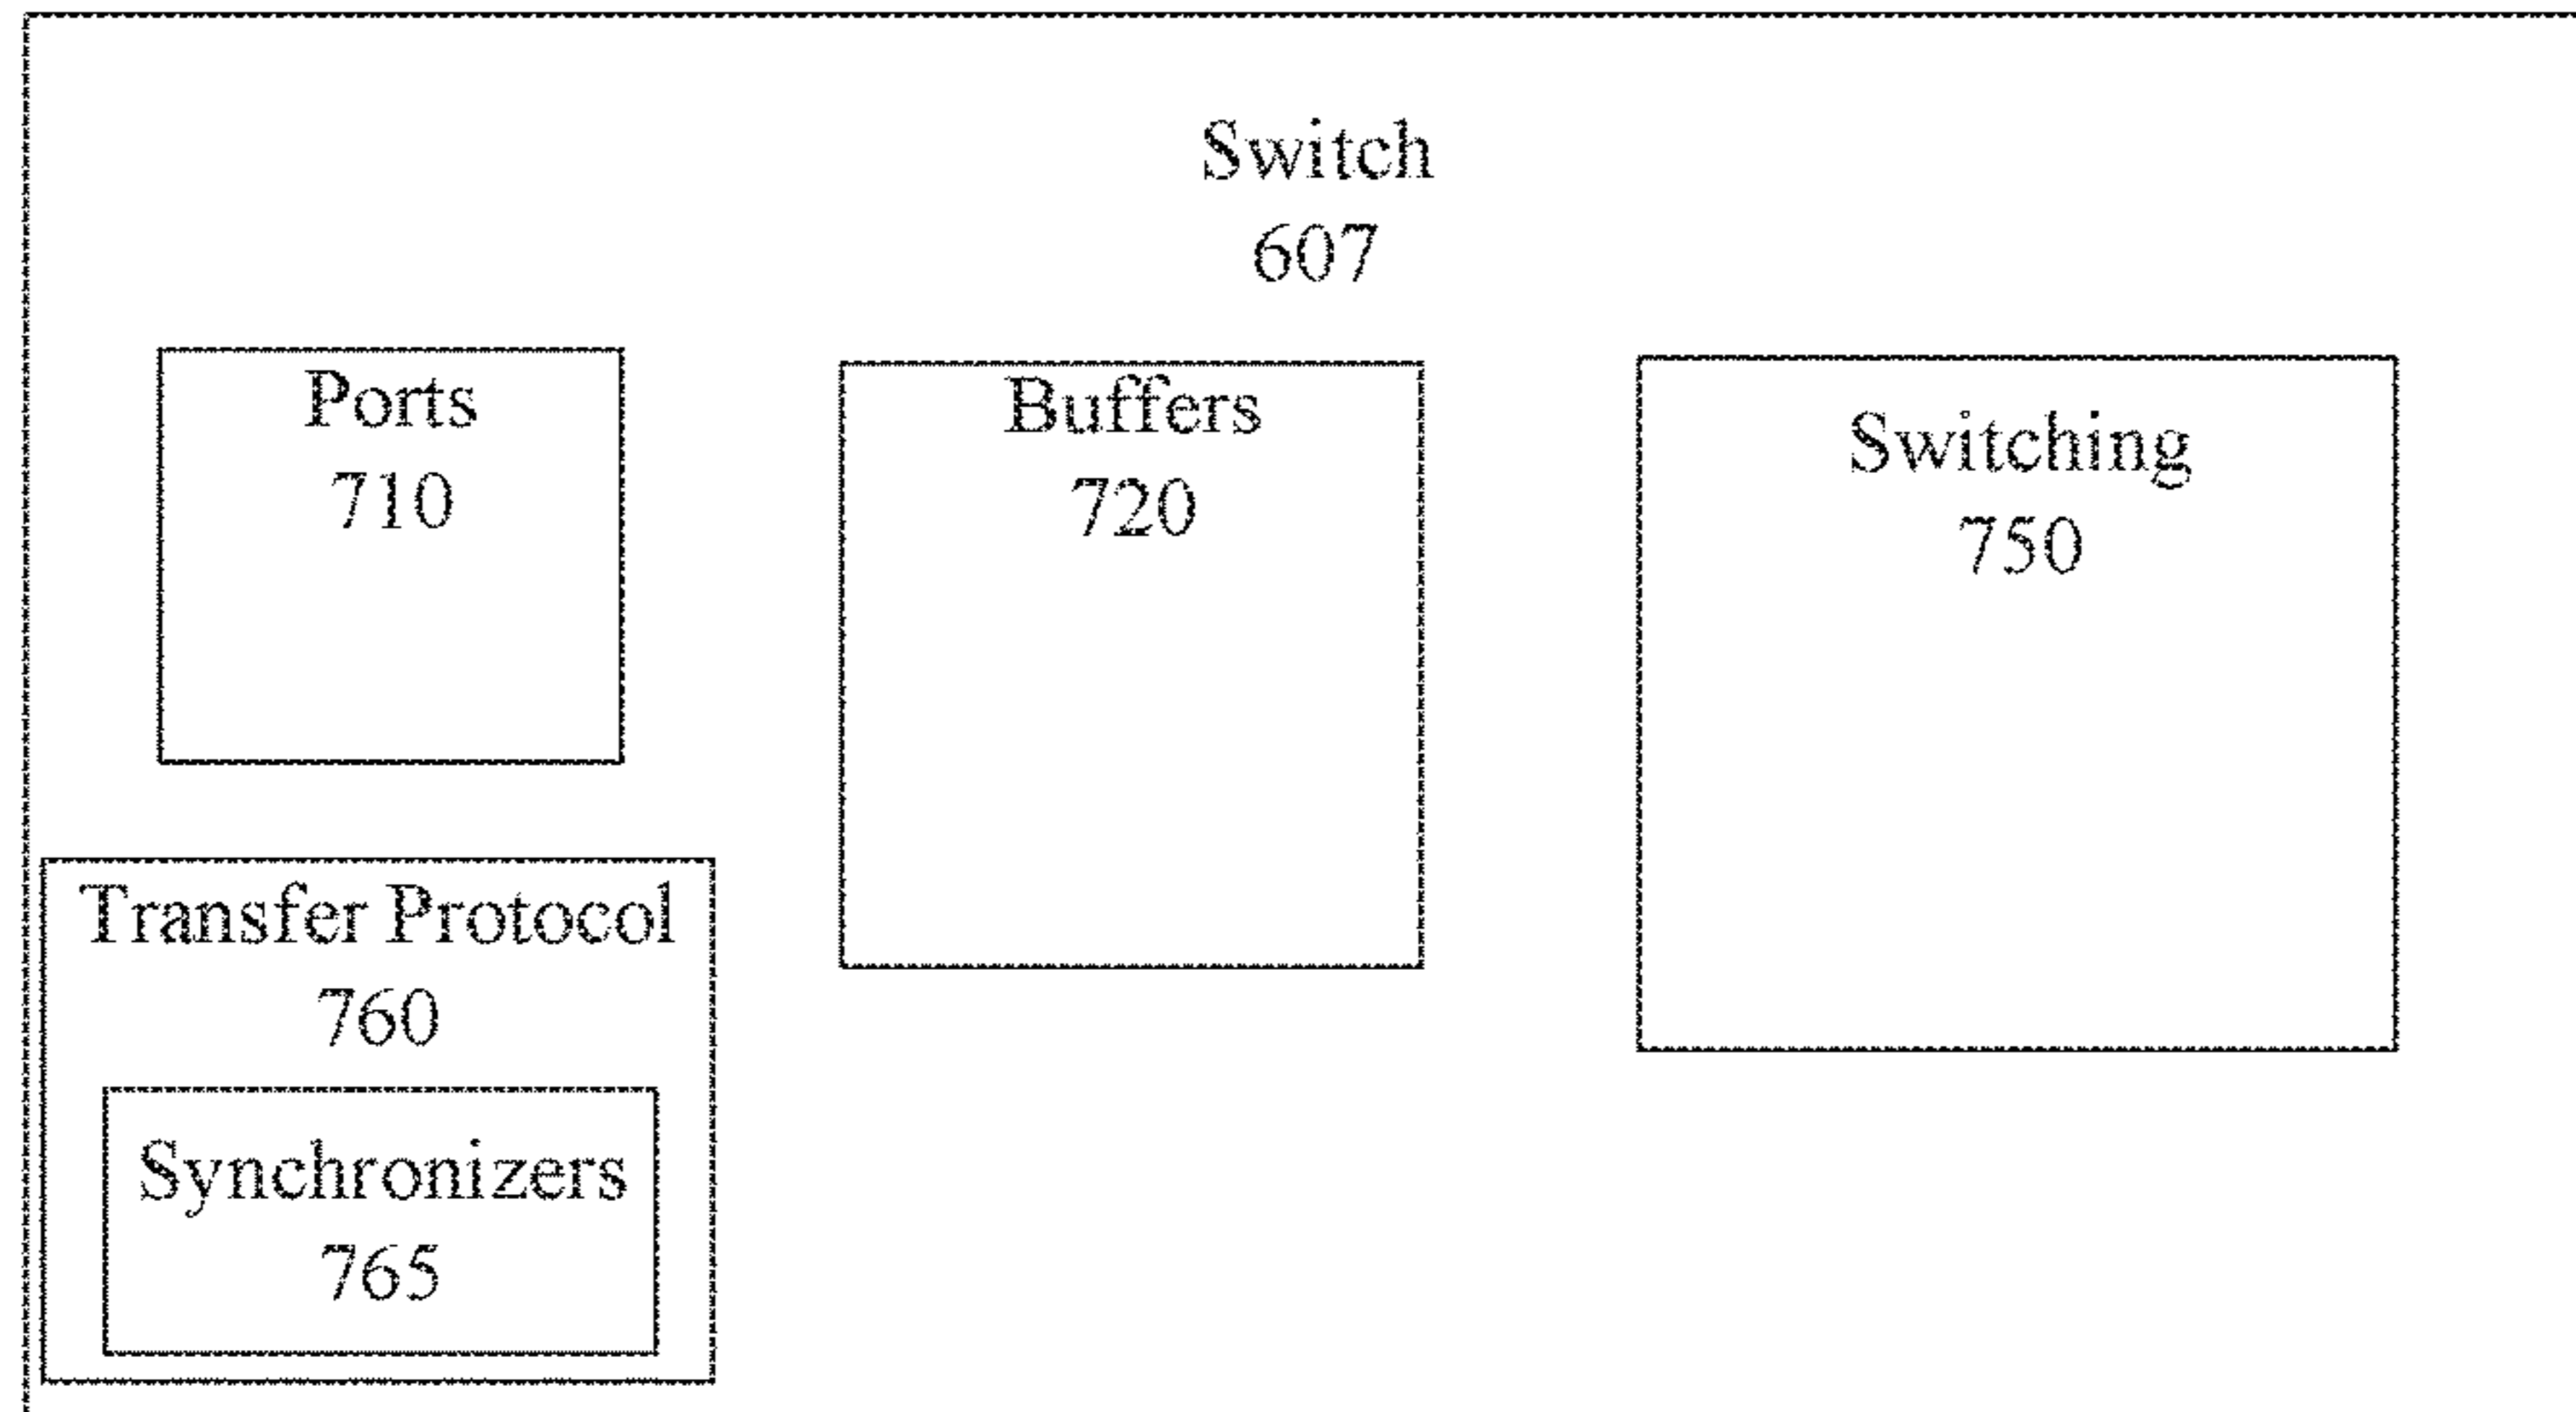 Switch
607
Ports
710
Buffers
720
Switching
750
Transfer Protocol
760
Synchronizers
765